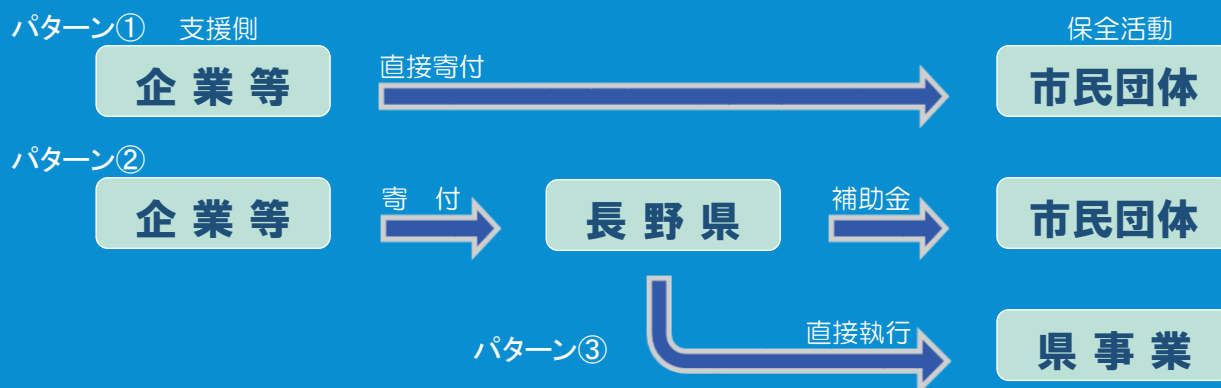 パターン① 支援側 保全活動
企業等 直接寄付 市民団体
パターン②
企業等 寄付 長野県 補助金 市民団体
パターン③ 直接執行 県事業